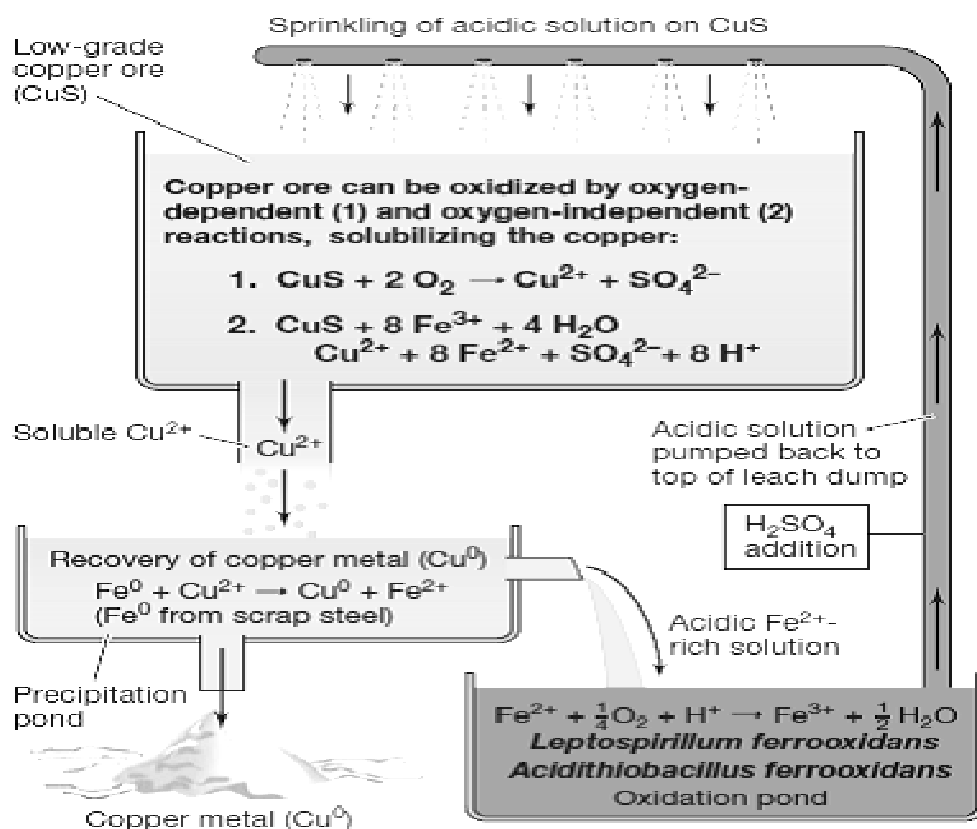 Sprinkling of acidic solution on CuS
Low-grade
copper ore
(CuS)
Copper ore can be oxidized by oxygen-
dependent (1) and oxygen-independent (2)
reactions, solubilizing the copper:
1. CuS + 2 O₂ → Cu²⁺ + SO₄²⁻
2. CuS + 8 Fe³⁺ + 4 H₂O
Cu²⁺ + 8 Fe²⁺ + SO₄²⁻ + 8 H⁺
Soluble Cu²⁺
Cu²⁺
Acidic solution
pumped back to
top of leach dump
H₂SO₄
addition
Recovery of copper metal (Cu⁰)
Fe⁰ + Cu²⁺ → Cu⁰ + Fe²⁺
(Fe⁰ from scrap steel)
Acidic Fe²⁺-
rich solution
Precipitation
pond
Fe²⁺ + ¼O₂ + H⁺ → Fe³⁺ + ½ H₂O
Leptospirillum ferrooxidans
Acidithiobacillus ferrooxidans
Oxidation pond
Copper metal (Cu⁰)